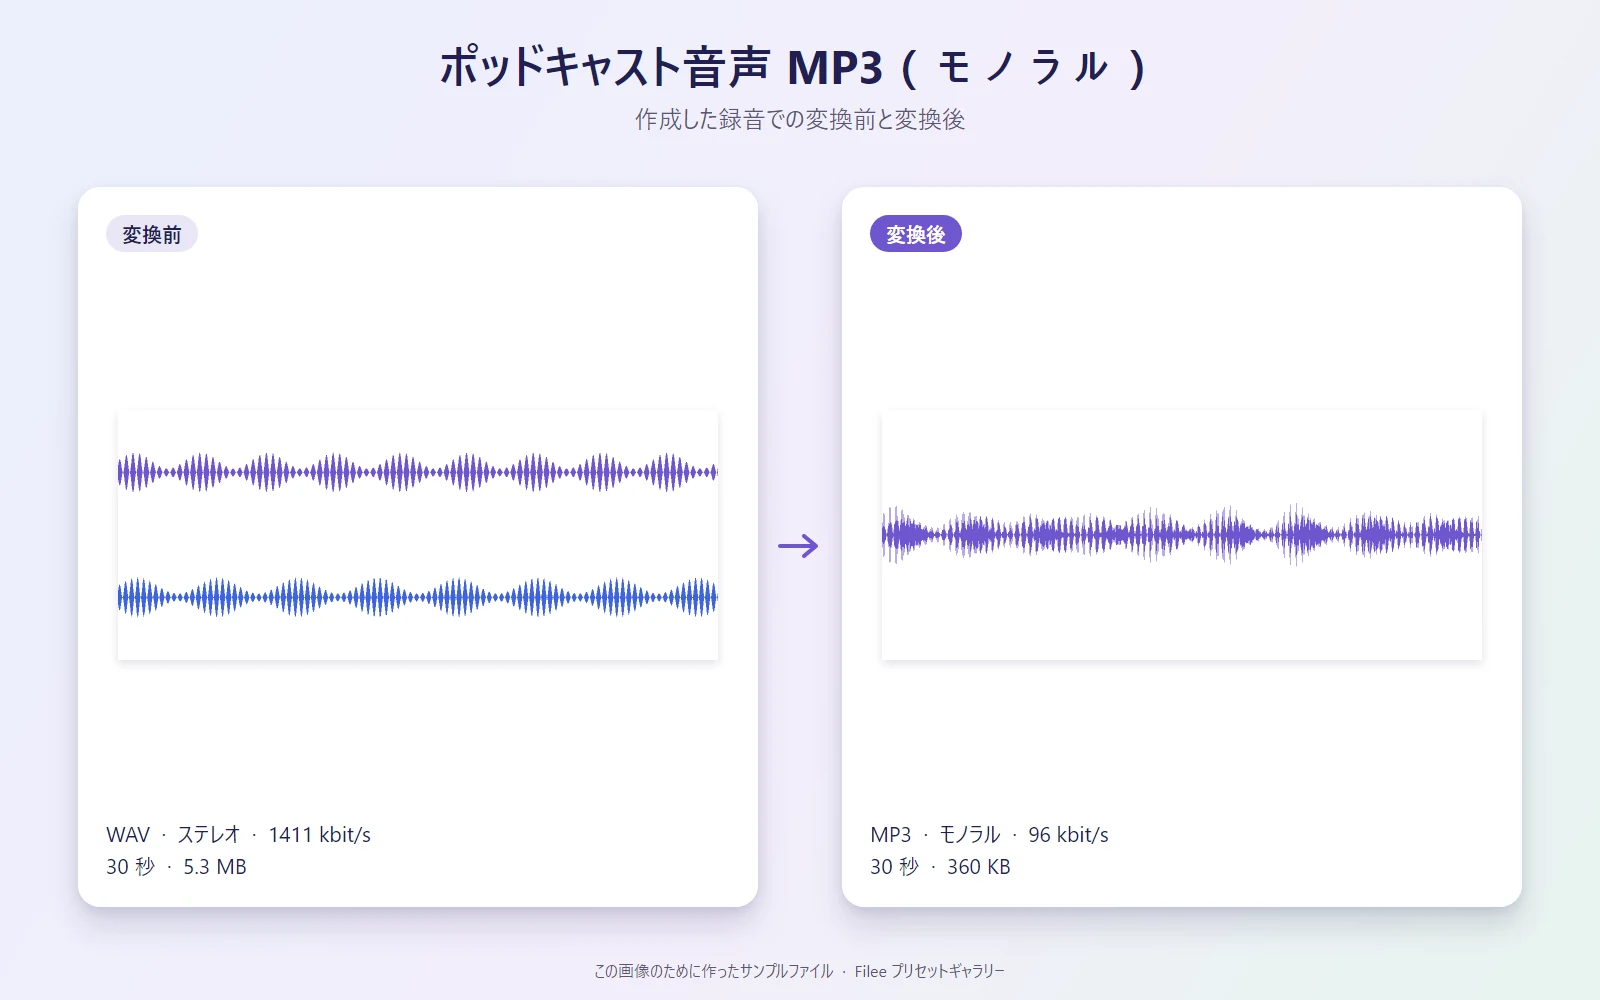 ポッドキャスト音声 MP3 ( モノラル )
作成した録音での変換前と変換後
変換前
WAV · ステレオ · 1411 kbit/s
30 秒 · 5.3 MB
変換後
MP3 · モノラル · 96 kbit/s
30 秒 · 360 KB
この画像のために作ったサンプルファイル · Filee プリセットギャラリー